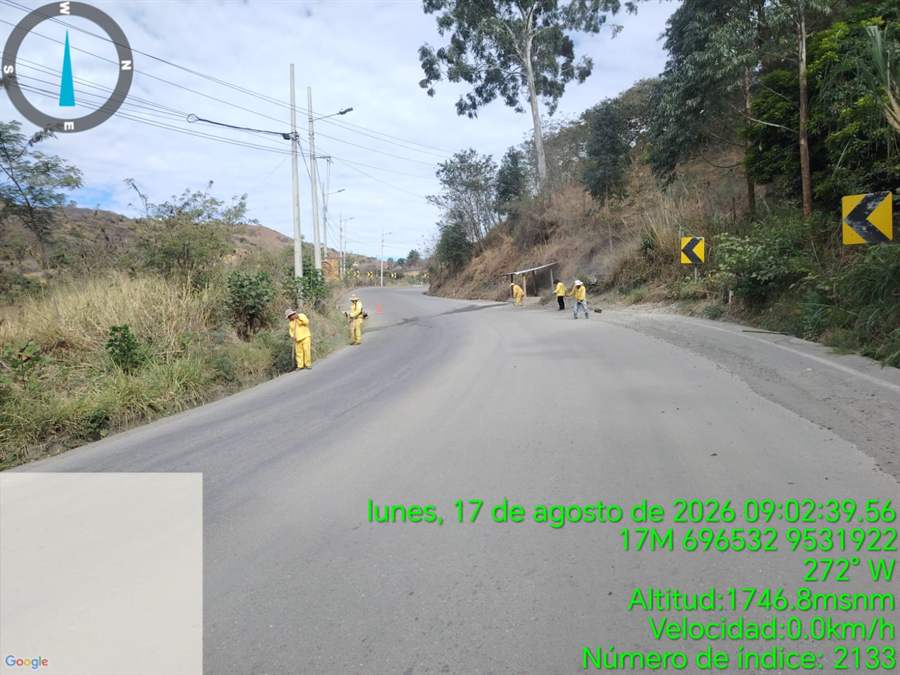 W
S
N
E
lunes, 17 de agosto de 2026 09:02:39.56
17M 696532 9531922
272° W
Altitud:1746.8msnm
Velocidad:0.0km/h
Número de índice: 2133
Google